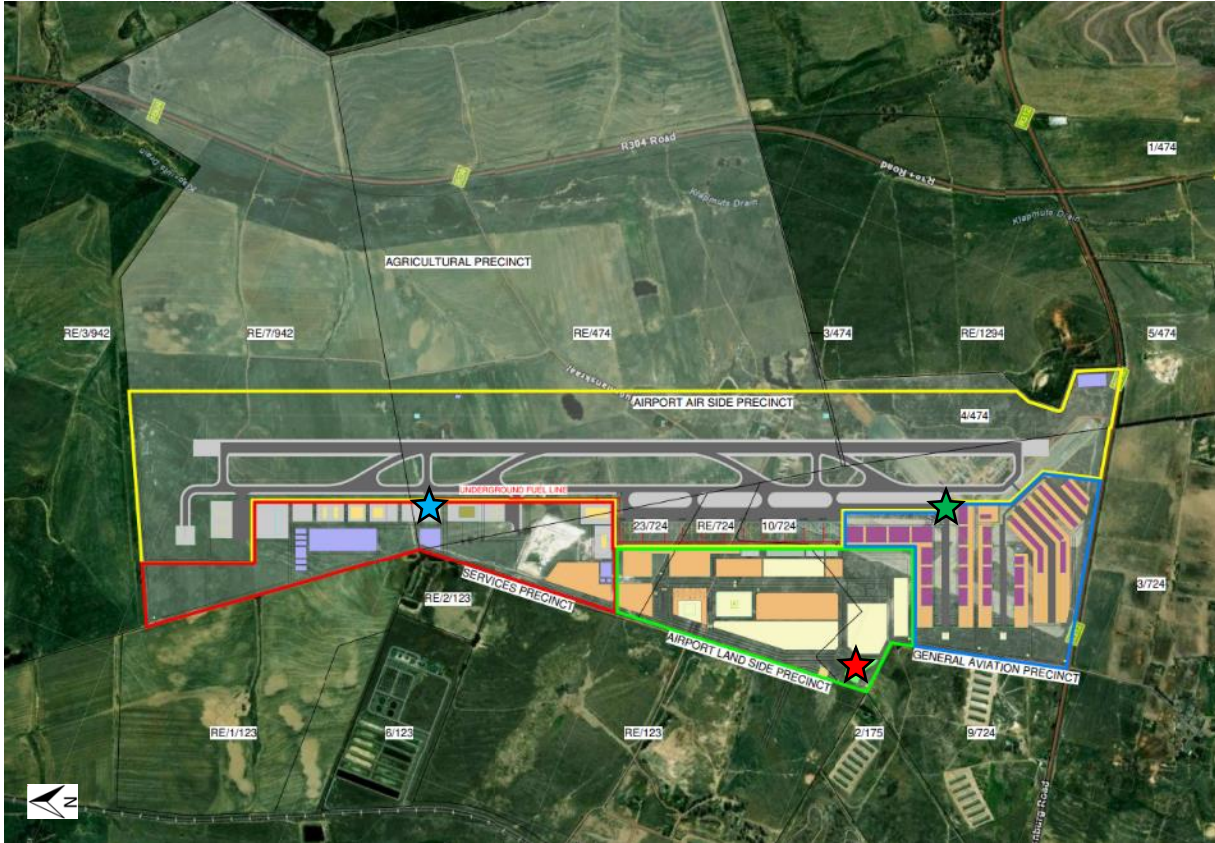 R304 Road
R304 Road
Klapmuts Drain
Klapmuts Drain
1/474
AGRICULTURAL PRECINCT
RE/3/942
RE/7/942
RE/474
3/474
RE/1294
5/474
AIRPORT AIR SIDE PRECINCT
4/474
UNDERGROUND FUEL LINE
23/724
RE/724
10/724
3/724
RE/2/123
SERVICES PRECINCT
AIRPORT LAND SIDE PRECINCT
GENERAL AVIATION PRECINCT
RE/1/123
6/123
RE/123
2/175
9/724
Road
N